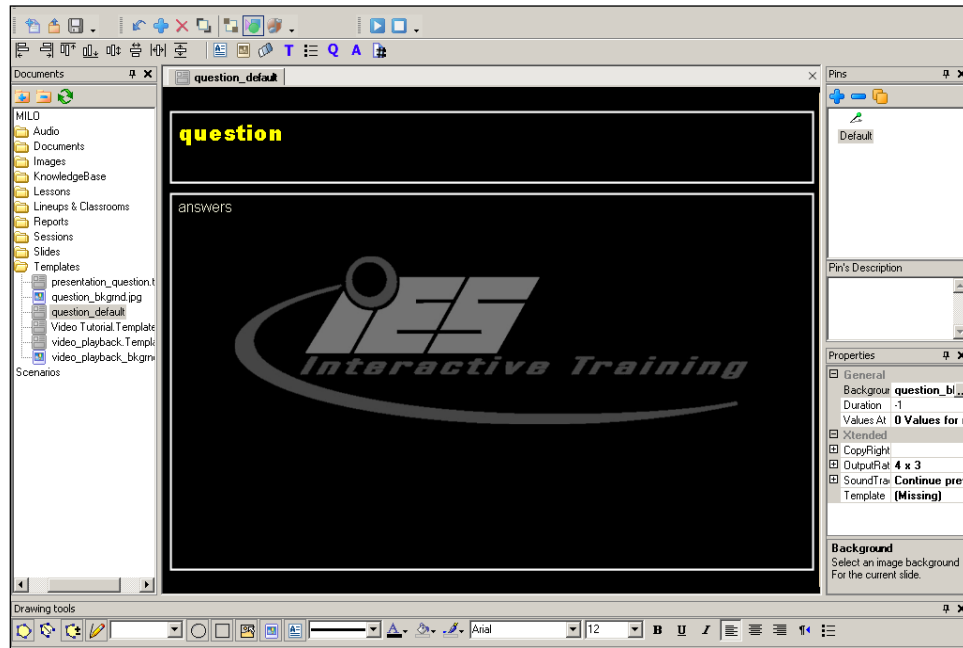 T Q A
Documents
question_default
Pins
MILO
Audio
Documents
Images
KnowledgeBase
Lessons
Lineups & Classrooms
Reports
Sessions
Slides
Templates
presentation_question.t
question_bkgrnd.jpg
question_default
Video Tutorial.Template
video_playback.Templa
video_playback_bkgrn
Scenarios
question
answers
iES
Interactive Training
Default
Pin's Description
Properties
General
Backgrour question_bl...
Duration -1
Values At 0 Values for
Xtended
CopyRight
OutputRat 4 x 3
SoundTra Continue pre
Template (Missing)
Background
Select an image background
For the current slide.
Drawing tools
A Arial 12 B U I